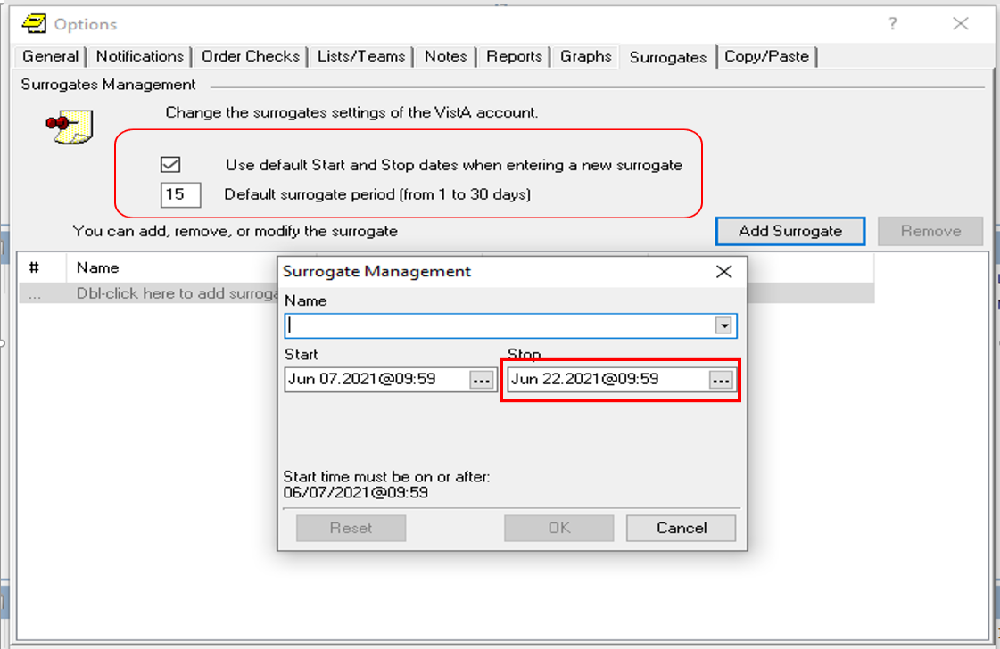 Options
General Notifications Order Checks Lists/Teams Notes Reports Graphs Surrogates Copy/Paste
Surrogates Management
Change the surrogates settings of the VistA account.
Use default Start and Stop dates when entering a new surrogate
15 Default surrogate period (from 1 to 30 days)
You can add, remove, or modify the surrogate
Add Surrogate Remove
# Name
... Dbl-click here to add surroga
Surrogate Management
Name
Start Stop
Jun 07.2021@09:59 ... Jun 22.2021@09:59 ...
Start time must be on or after:
06/07/2021@09:59
Reset OK Cancel